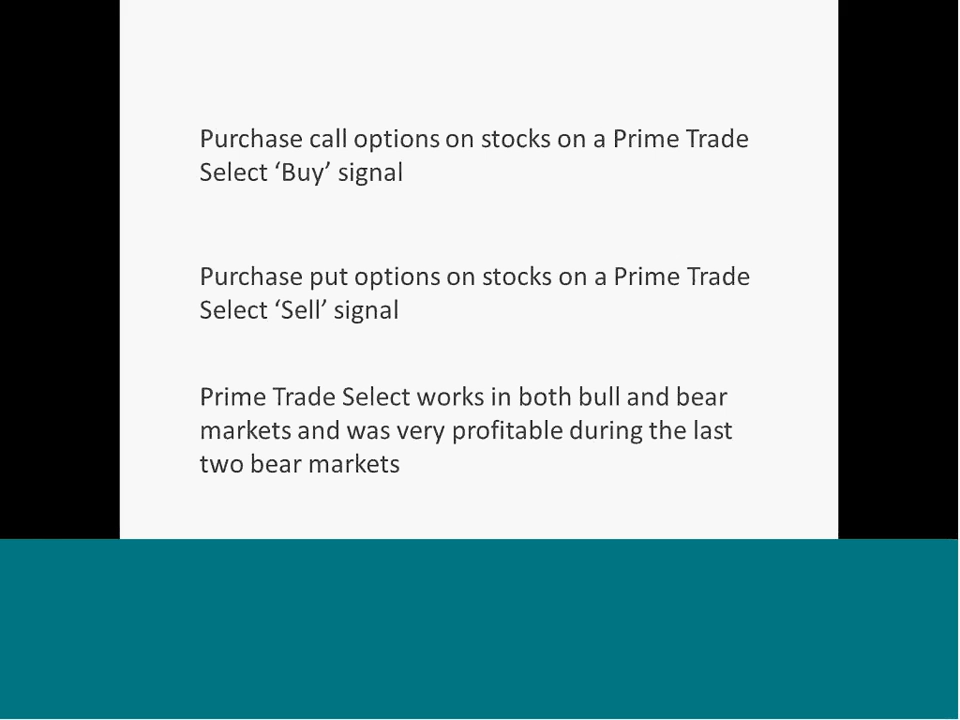 Purchase call options on stocks on a Prime Trade
Select ‘Buy’ signal
Purchase put options on stocks on a Prime Trade
Select ‘Sell’ signal
Prime Trade Select works in both bull and bear
markets and was very profitable during the last
two bear markets